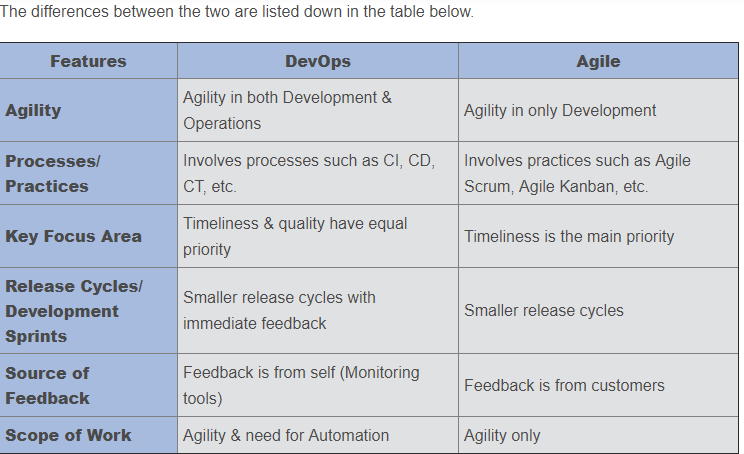 The differences between the two are listed down in the table below.
Features DevOps Agile
Agility
Agility in both Development &
Operations
Agility in only Development
Processes/
Practices
Involves processes such as CI, CD,
CT, etc.
Involves practices such as Agile
Scrum, Agile Kanban, etc.
Key Focus Area
Timeliness & quality have equal
priority
Timeliness is the main priority
Release Cycles/
Development
Sprints
Smaller release cycles with
immediate feedback
Smaller release cycles
Source of
Feedback
Feedback is from self (Monitoring
tools)
Feedback is from customers
Scope of Work
Agility & need for Automation
Agility only